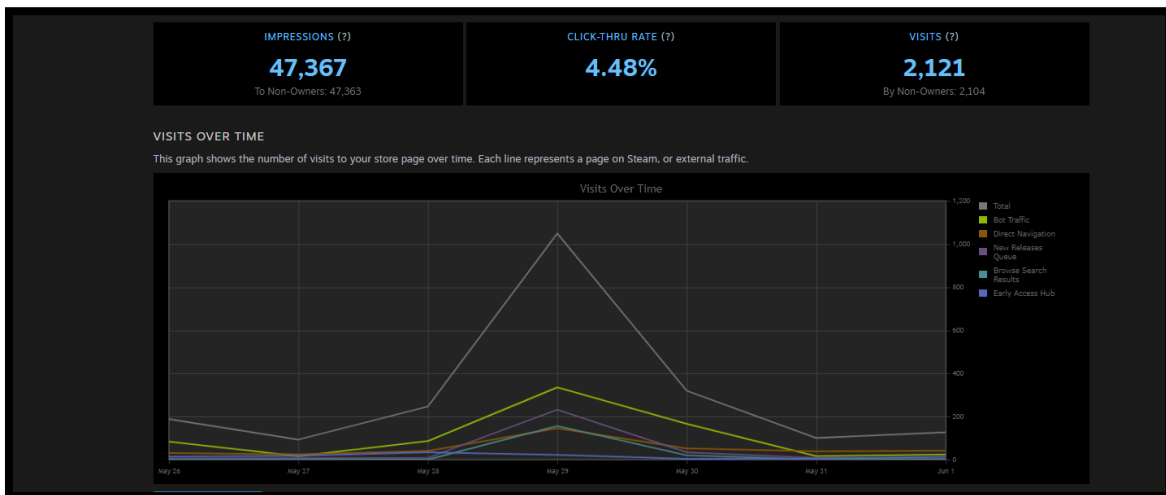 IMPRESSIONS (?)
47,367
To Non-Owners: 47,363
CLICK-THRU RATE (?)
4.48%
VISITS (?)
2,121
By Non-Owners: 2,104
VISITS OVER TIME
This graph shows the number of visits to your store page over time. Each line represents a page on Steam, or external traffic.
Visits Over Time
1,200
1,000
800
600
400
200
0
May 26
May 27
May 28
May 29
May 30
May 31
Jun 1
Total
Bot Traffic
Direct Navigation
New Releases
Queue
Browse Search
Results
Early Access Hub